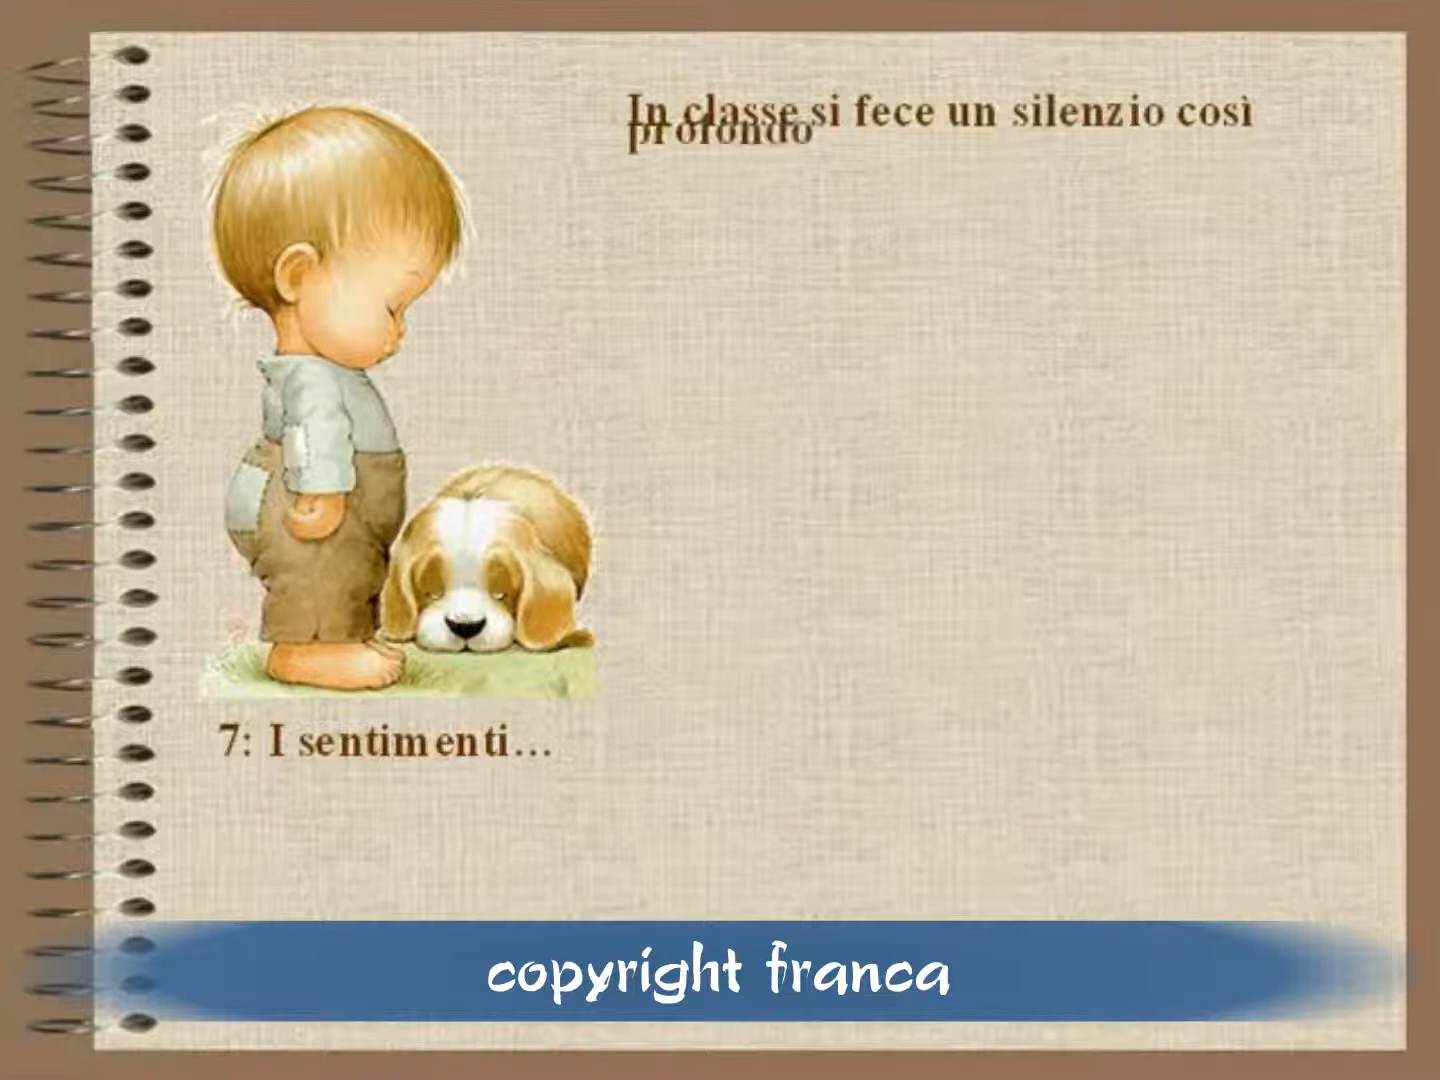 In classe si fece un silenzio così
profondo
7: I sentimenti...
copyright franca